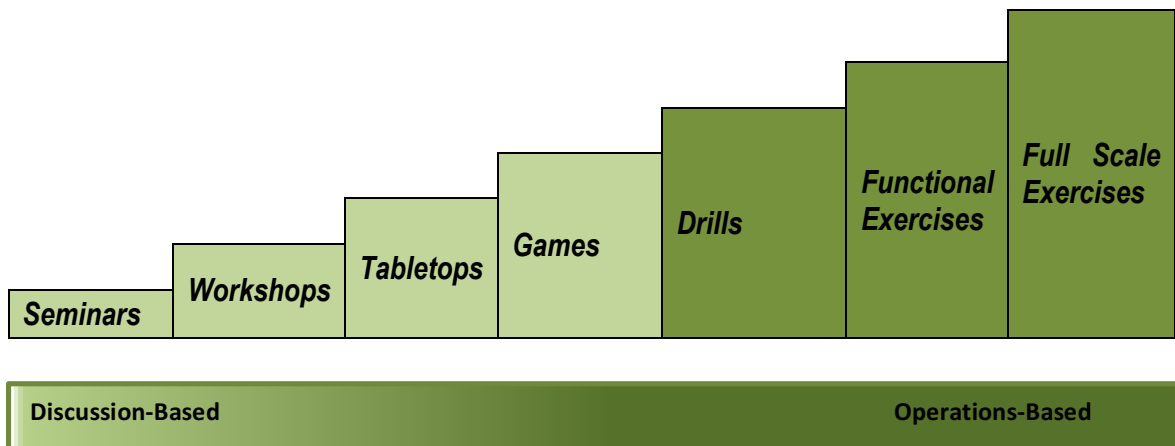 Seminars
Workshops
Tabletops
Games
Drills
Functional
Exercises
Full Scale
Exercises
Discussion-Based
Operations-Based